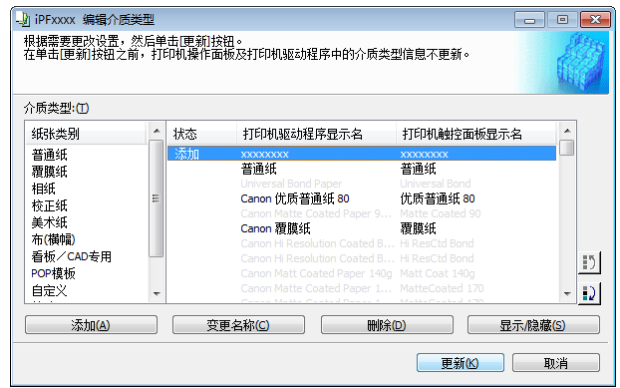 iPFxxxx 编辑介质类型
根据需要更改设置，然后单击[更新]按钮。
在单击[更新]按钮之前，打印机操作面板及打印机驱动程序中的介质类型信息不更新。
介质类型:(T)
纸张类别
普通纸
覆膜纸
相纸
校正纸
美术纸
布(横幅)
看板／CAD专用
POP模板
自定义
状态 打印机驱动程序显示名 打印机触控面板显示名
添加 xxxxxxxx xxxxxxxx
普通纸 普通纸
Universal Bond Paper Universal Bond
Canon 优质普通纸 80 优质普通纸 80
Canon Matte Coated Paper 9... Matte Coated 90
Canon 覆膜纸 覆膜纸
Canon Hi Resolution Coated B... Hi ResCtd Bond
Canon Hi Resolution Coated B... Hi ResCtd Bond
Canon Matt Coated Paper 140g Matt Coat 140g
Canon Matte Coated Paper 1... MatteCoated 170
添加(A) 变更名称(C) 删除(D) 显示/隐藏(S)
更新(K) 取消